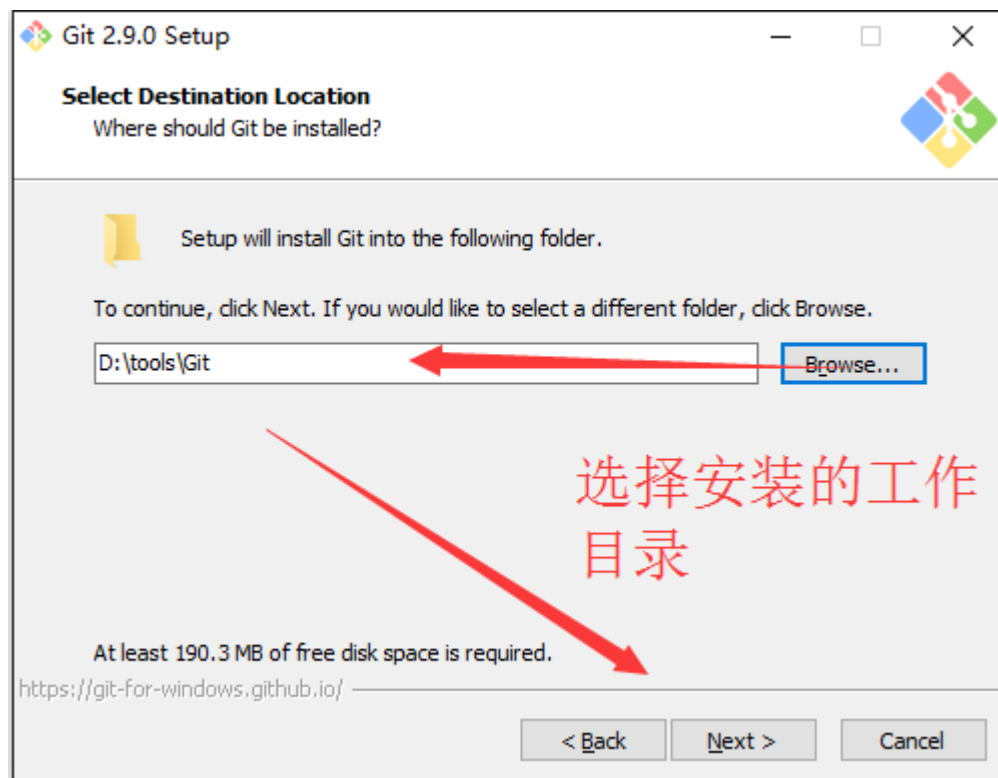 Git 2.9.0 Setup
Select Destination Location
Where should Git be installed?
Setup will install Git into the following folder.
To continue, click Next. If you would like to select a different folder, click Browse.
D:\tools\Git
Browse...
选择安装的工作
目录
At least 190.3 MB of free disk space is required.
https://git-for-windows.github.io/
< Back
Next >
Cancel